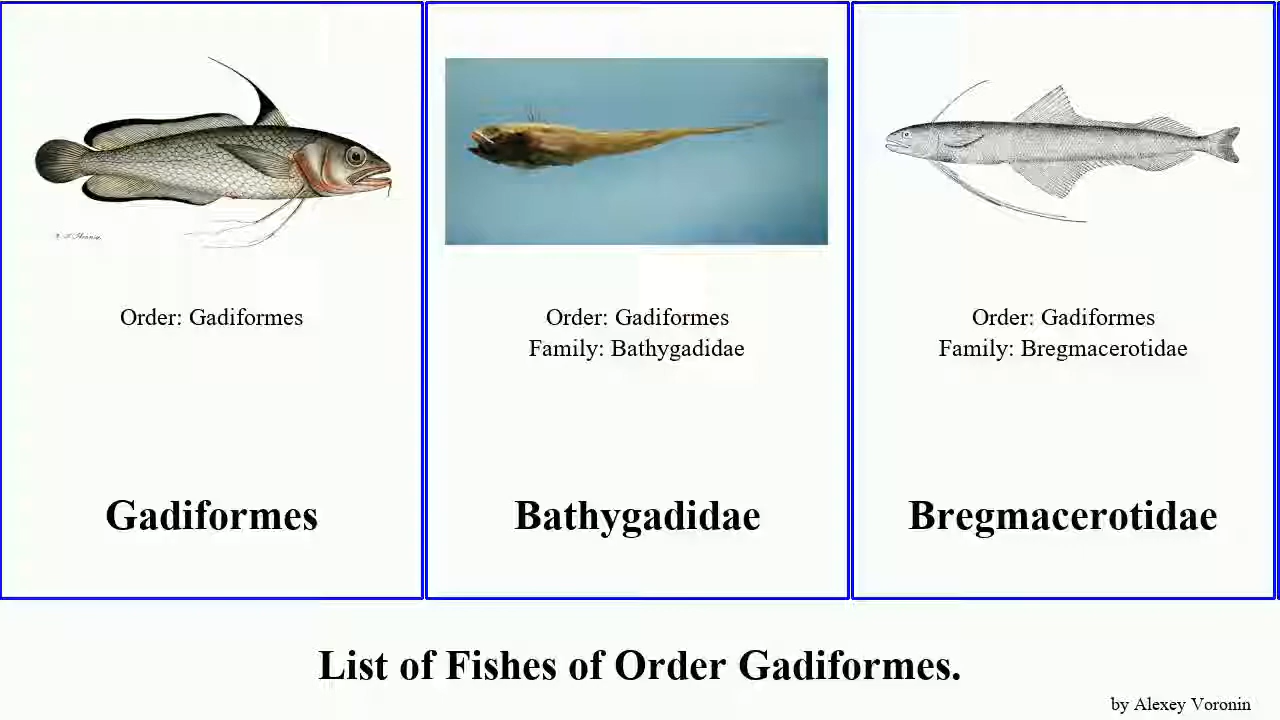 Order: Gadiformes
Gadiformes
Order: Gadiformes
Family: Bathygadidae
Bathygadidae
Order: Gadiformes
Family: Bregmacerotidae
Bregmacerotidae
List of Fishes of Order Gadiformes.
by Alexey Voronin